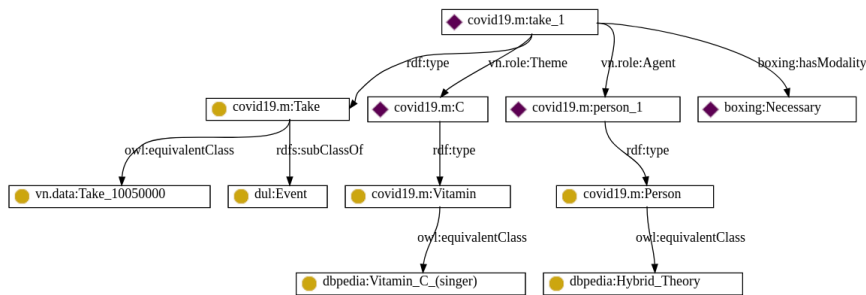 covid19.m:take_1
rdf:type
vn.role:Theme
vn.role:Agent
boxing:hasModality
covid19.m:Take
covid19.m:C
covid19.m:person_1
boxing:Necessary
owl:equivalentClass
rdfs:subClassOf
rdf:type
rdf:type
vn.data:Take_10050000
dul:Event
covid19.m:Vitamin
covid19.m:Person
owl:equivalentClass
owl:equivalentClass
dbpedia:Vitamin_C_(singer)
dbpedia:Hybrid_Theory